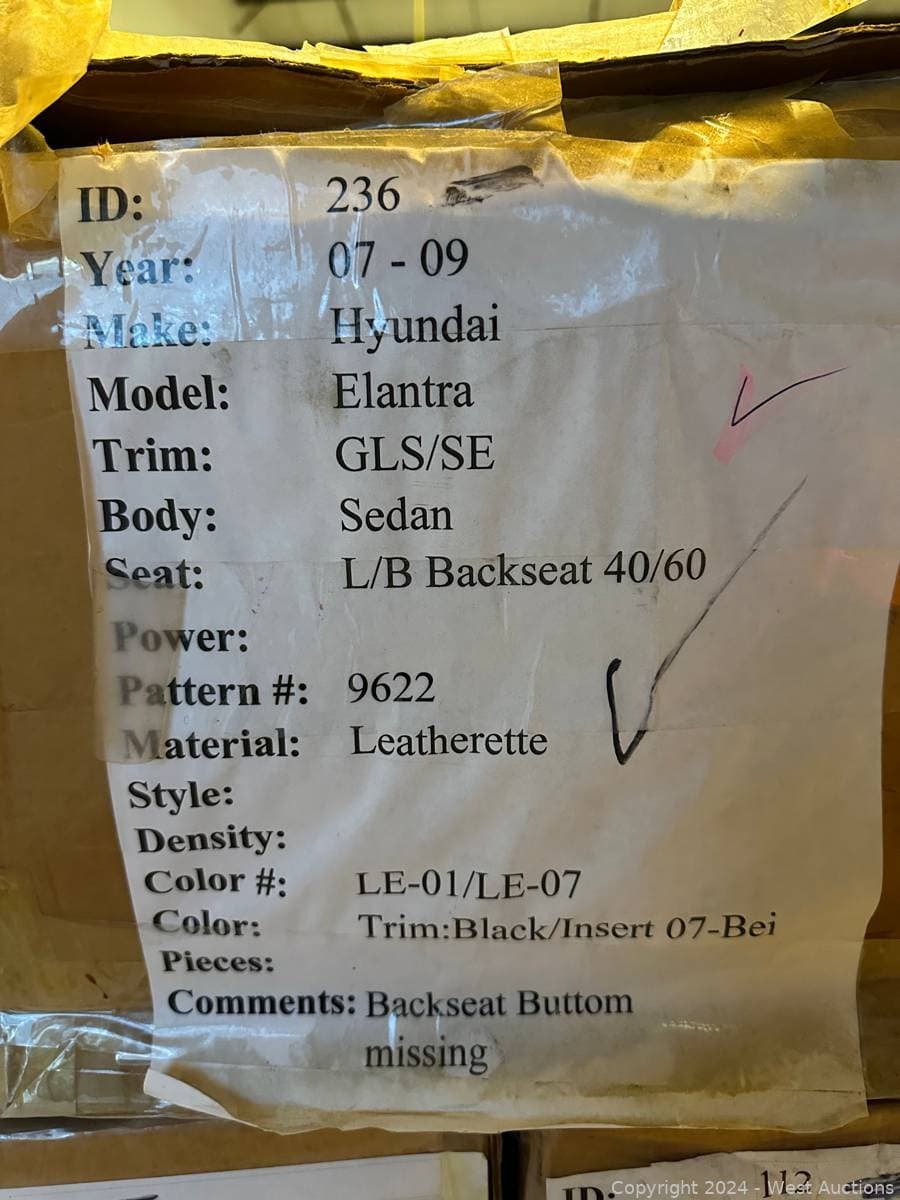 ID: 236
Year: 07 - 09
Make: Hyundai
Model: Elantra
Trim: GLS/SE
Body: Sedan
Seat: L/B Backseat 40/60
Power:
Pattern #: 9622
Material: Leatherette
Style:
Density:
Color #: LE-01/LE-07
Color: Trim:Black/Insert 07-Bei
Pieces:
Comments: Backseat Buttom
missing
ID: 112
Copyright 2024 - West Auctions